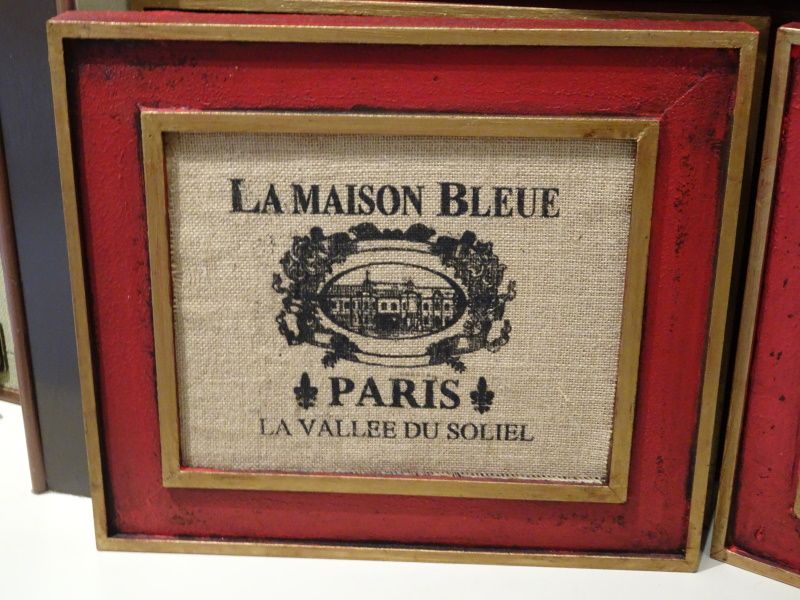 LA MAISON BLEUE
PARIS
LA VALLEE DU SOLIEL